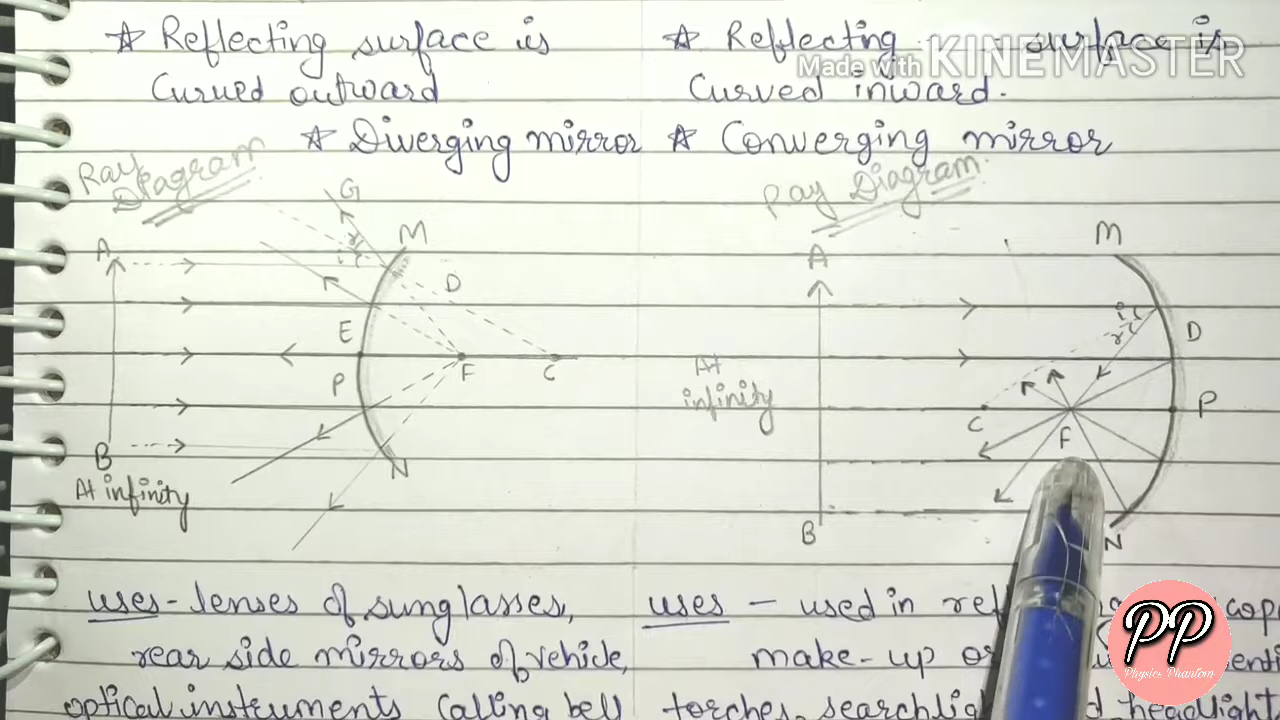 ☆ Reflecting surface is
Curved outward
☆ Diverging mirror
Ray
Diagram
G
M
A
i
r
D
E
F
C
P
B
N
At infinity
uses - lenses of sunglasses,
rear side mirrors of vehicle,
optical instruments Calling bell
☆ Reflecting surface is
Curved inward.
☆ Converging mirror
Ray Diagram.
M
A
i
r
D
At
infinity
C
F
P
B
N
uses - used in
make-up
torches, searchlig
Made with KINEMASTER
PP
Physics Phantom